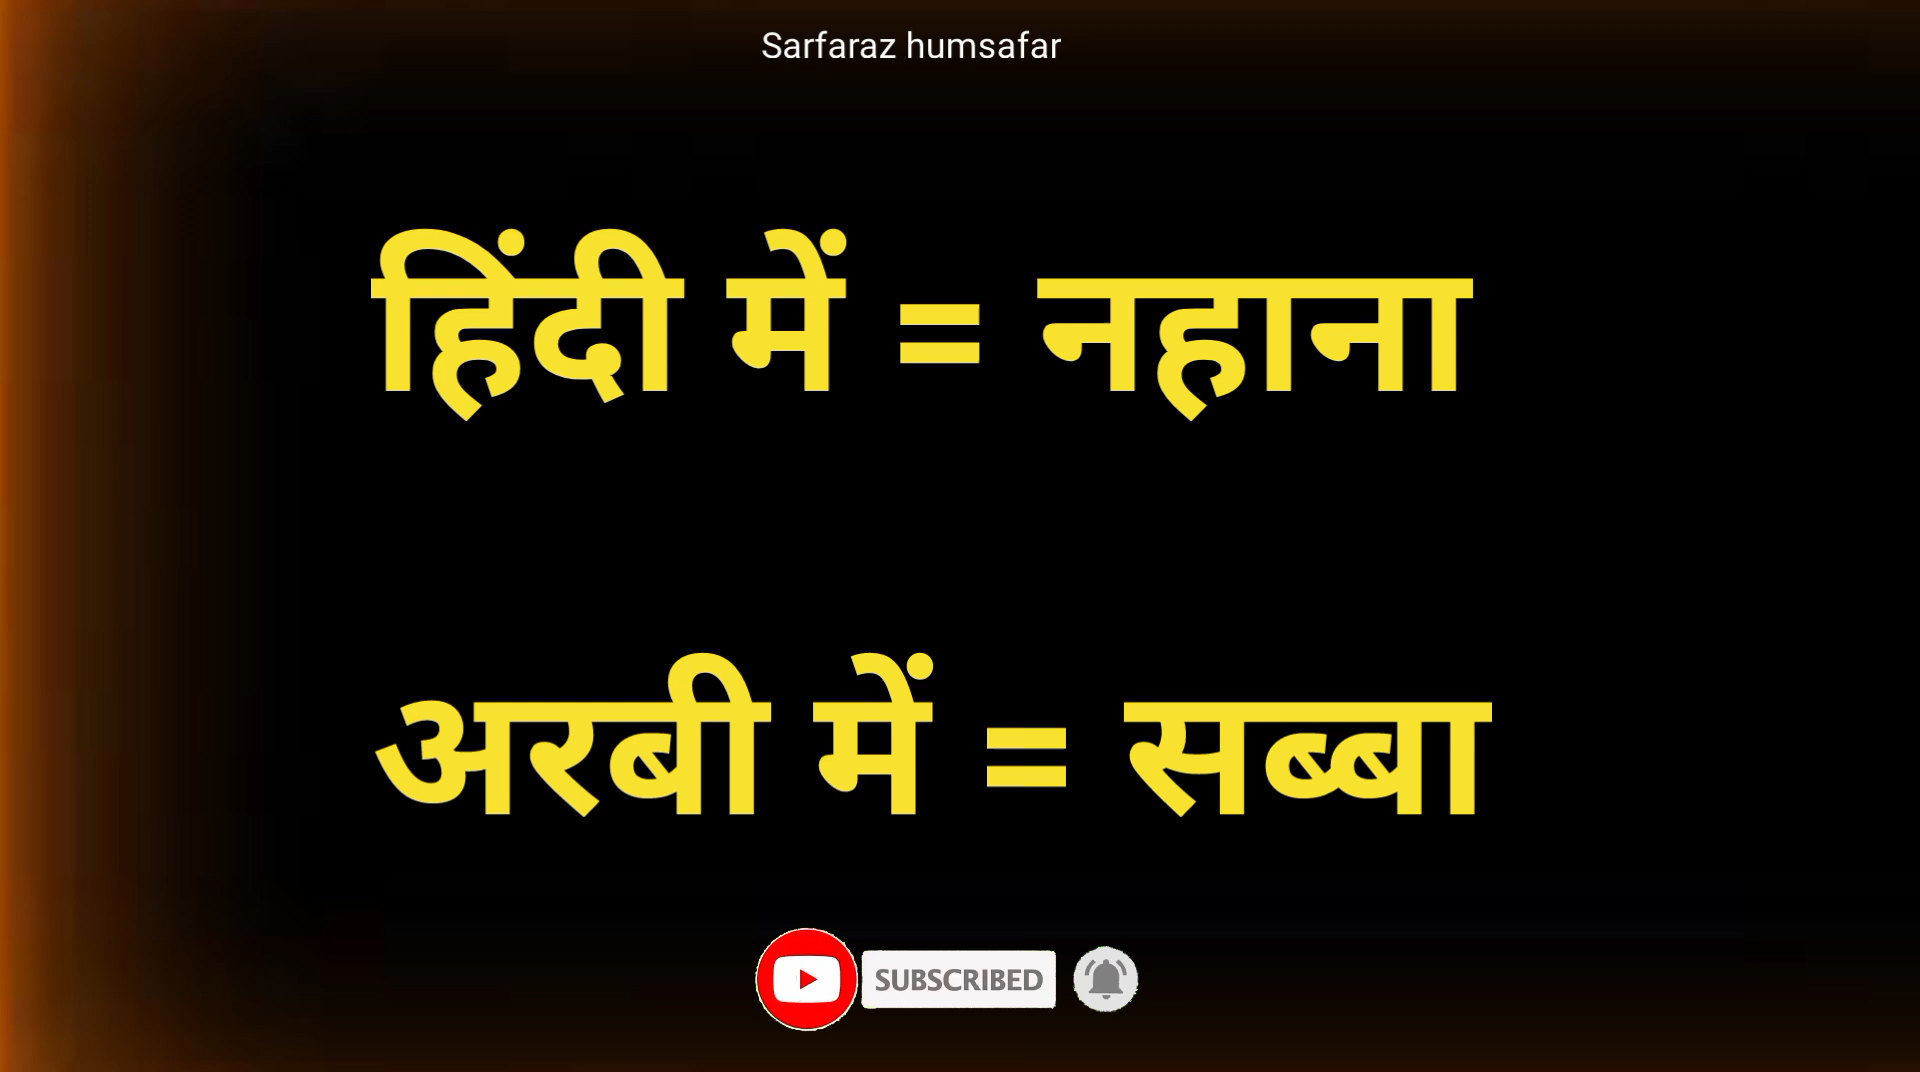 Sarfaraz humsafar
हिंदी में = नहाना
अरबी में = सब्बा
SUBSCRIBED